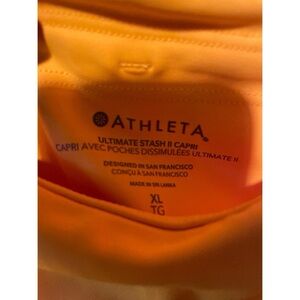 ATHLETA
ULTIMATE STASH II CAPRI
CAPRI AVEC POCHES DISSIMULÉES ULTIMATE II
DESIGNED IN SAN FRANCISCO
CONÇU À SAN FRANCISCO
MADE IN SRI LANKA
XL
TG